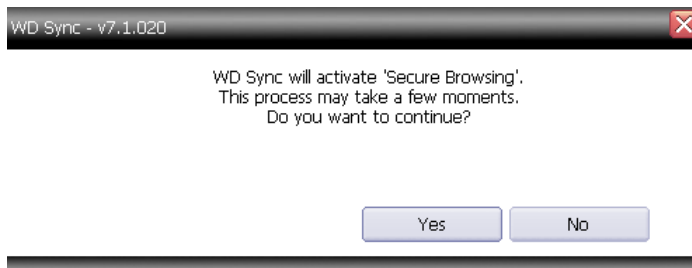 WD Sync - v7.1.020
WD Sync will activate 'Secure Browsing'.
This process may take a few moments.
Do you want to continue?
Yes No